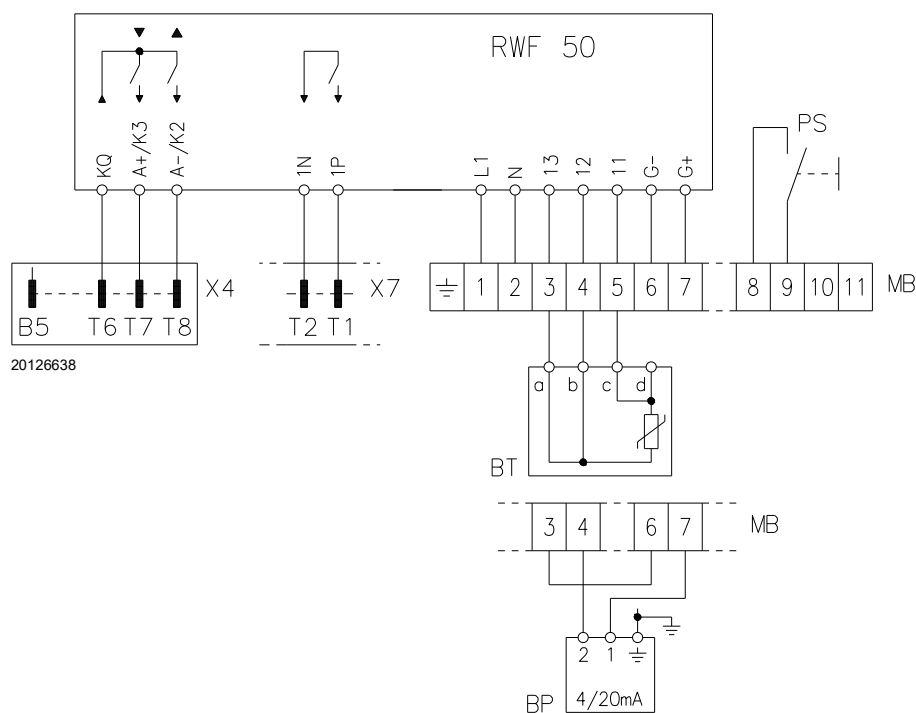 RWF 50
KQ A+/K3 A-/K2 1N 1P L1 N 13 12 11 G- G+
PS
B5 T6 T7 T8 X4
T2 T1 X7
1 2 3 4 5 6 7 8 9 10 11 MB
20126638
a b c d
BT
3 4 6 7 MB
2 1
BP 4/20mA